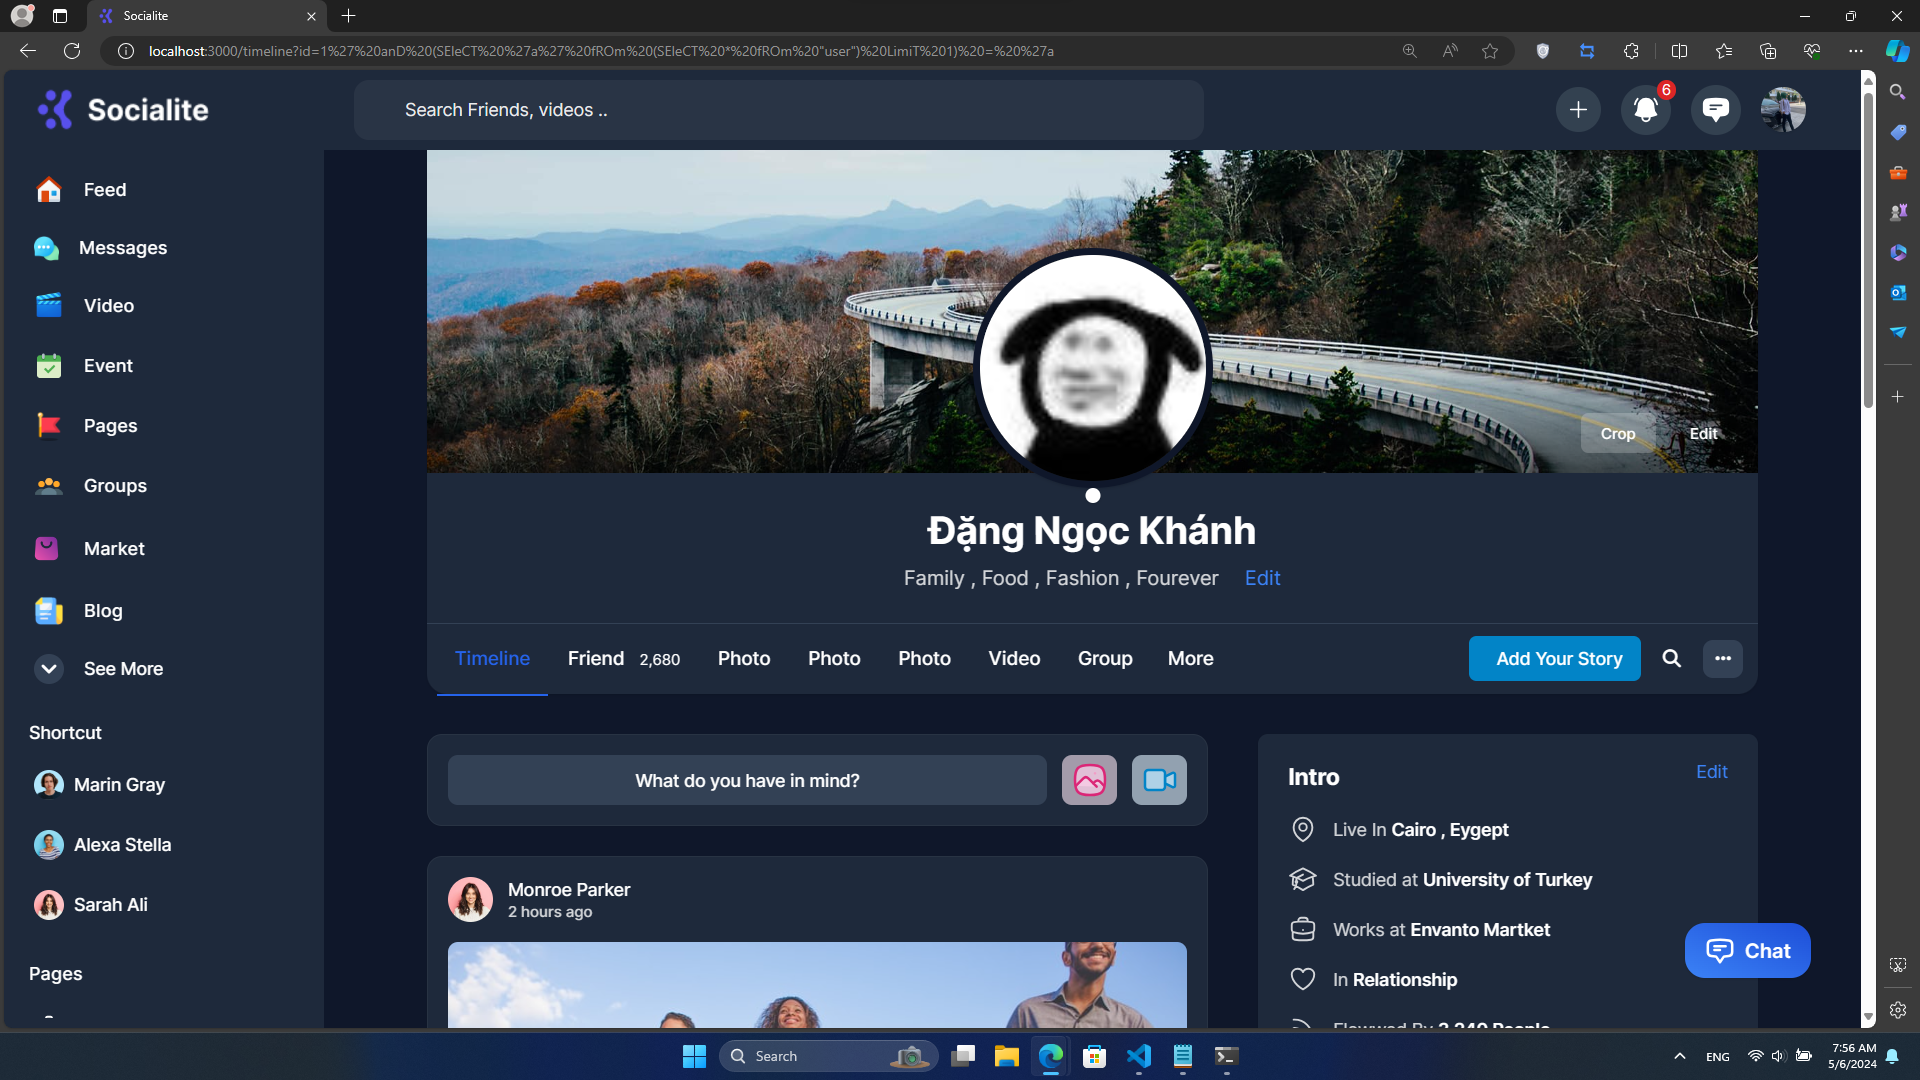 Socialite
localhost:3000/timeline?id=1%27%20anD%20(SEleCT%20%27a%27%20fROm%20(SEleCT%20*%20fROm%20"user")%20LimiT%201)%20=%20%27a
Socialite
Search Friends, videos ..
6
Feed
Messages
Video
Event
Pages
Groups
Market
Blog
See More
Shortcut
Marin Gray
Alexa Stella
Sarah Ali
Pages
Crop
Edit
Đặng Ngọc Khánh
Family , Food , Fashion , Fourever Edit
Timeline
Friend 2,680
Photo
Photo
Photo
Video
Group
More
Add Your Story
What do you have in mind?
Monroe Parker
2 hours ago
Intro
Edit
Live In Cairo , Eygept
Studied at University of Turkey
Works at Envanto Martket
In Relationship
Flowwed By 3,240 People
Chat
Search
ENG
7:56 AM
5/6/2024